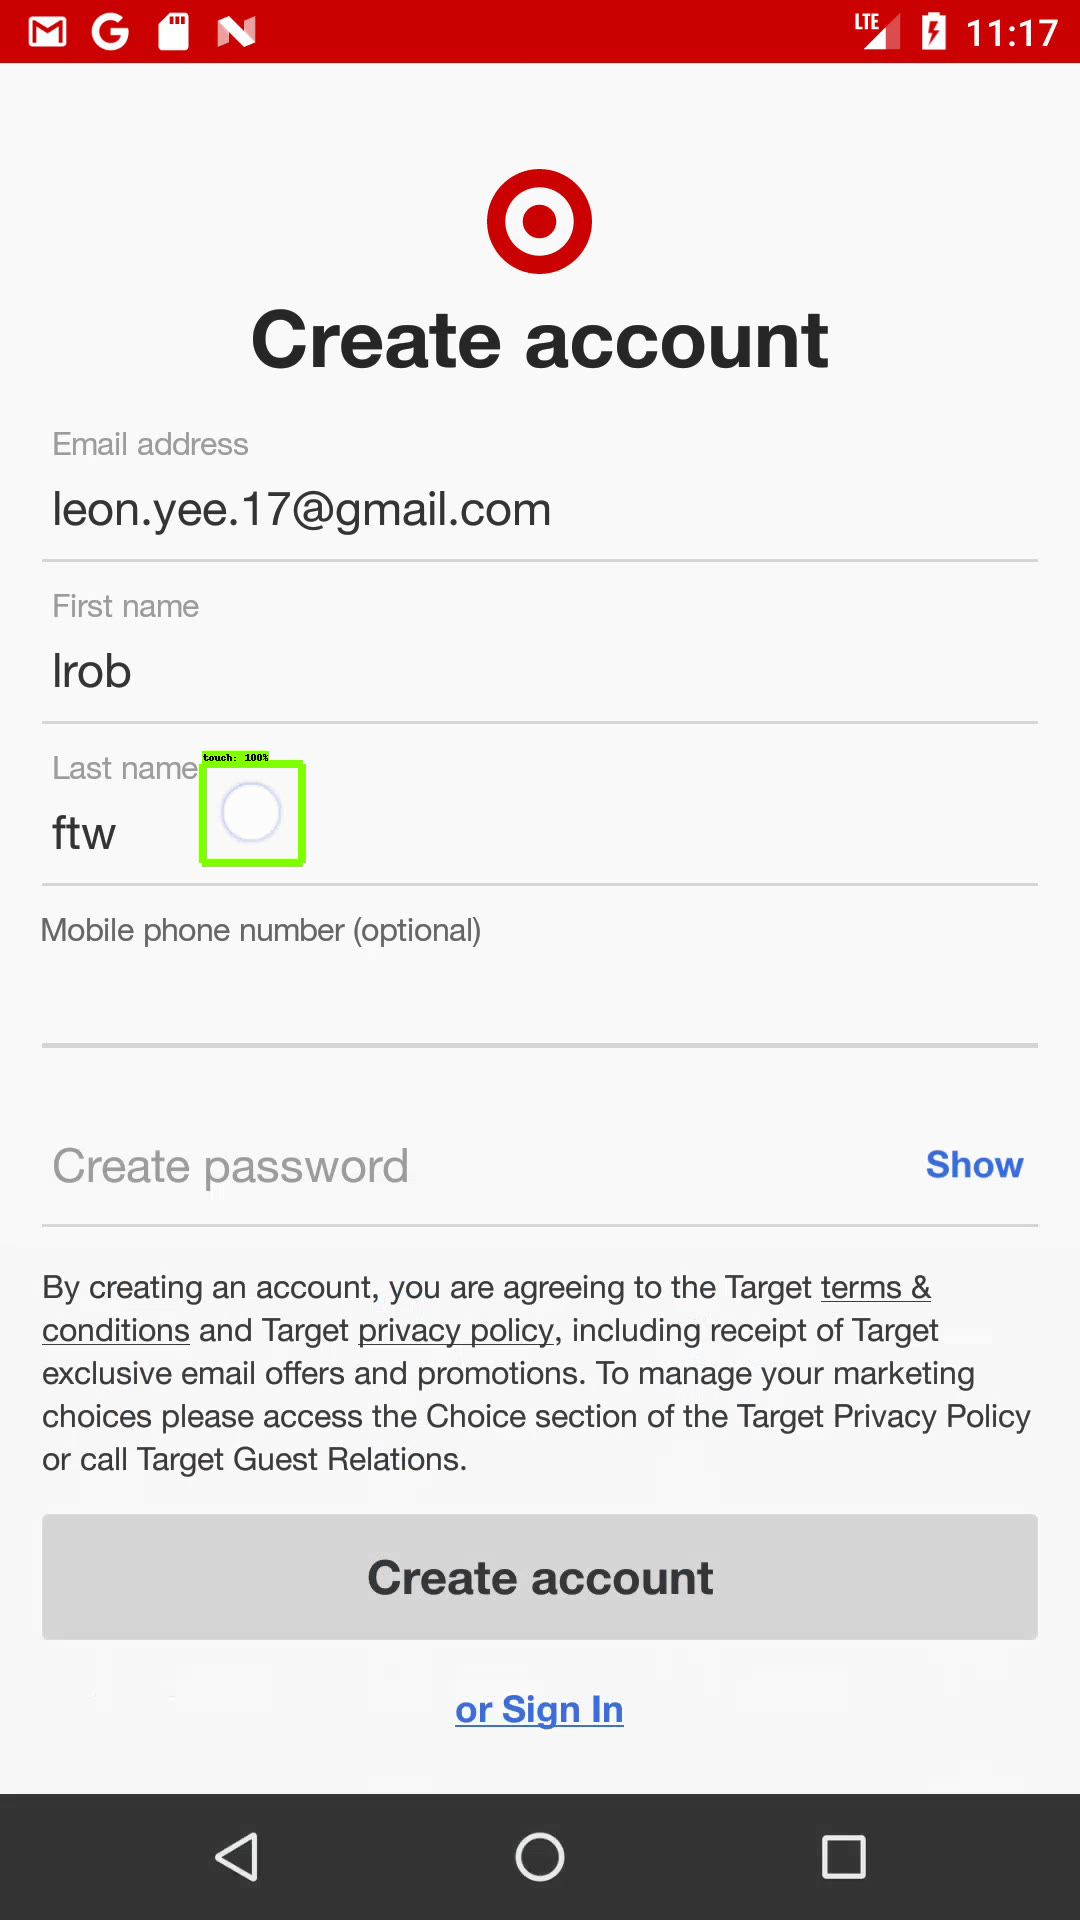 LTE 11:17
Create account
Email address
leon.yee.17@gmail.com
First name
lrob
touch: 100%
Last name
ftw
Mobile phone number (optional)
Create password
Show
By creating an account, you are agreeing to the Target terms &
conditions and Target privacy policy, including receipt of Target
exclusive email offers and promotions. To manage your marketing
choices please access the Choice section of the Target Privacy Policy
or call Target Guest Relations.
Create account
or Sign In